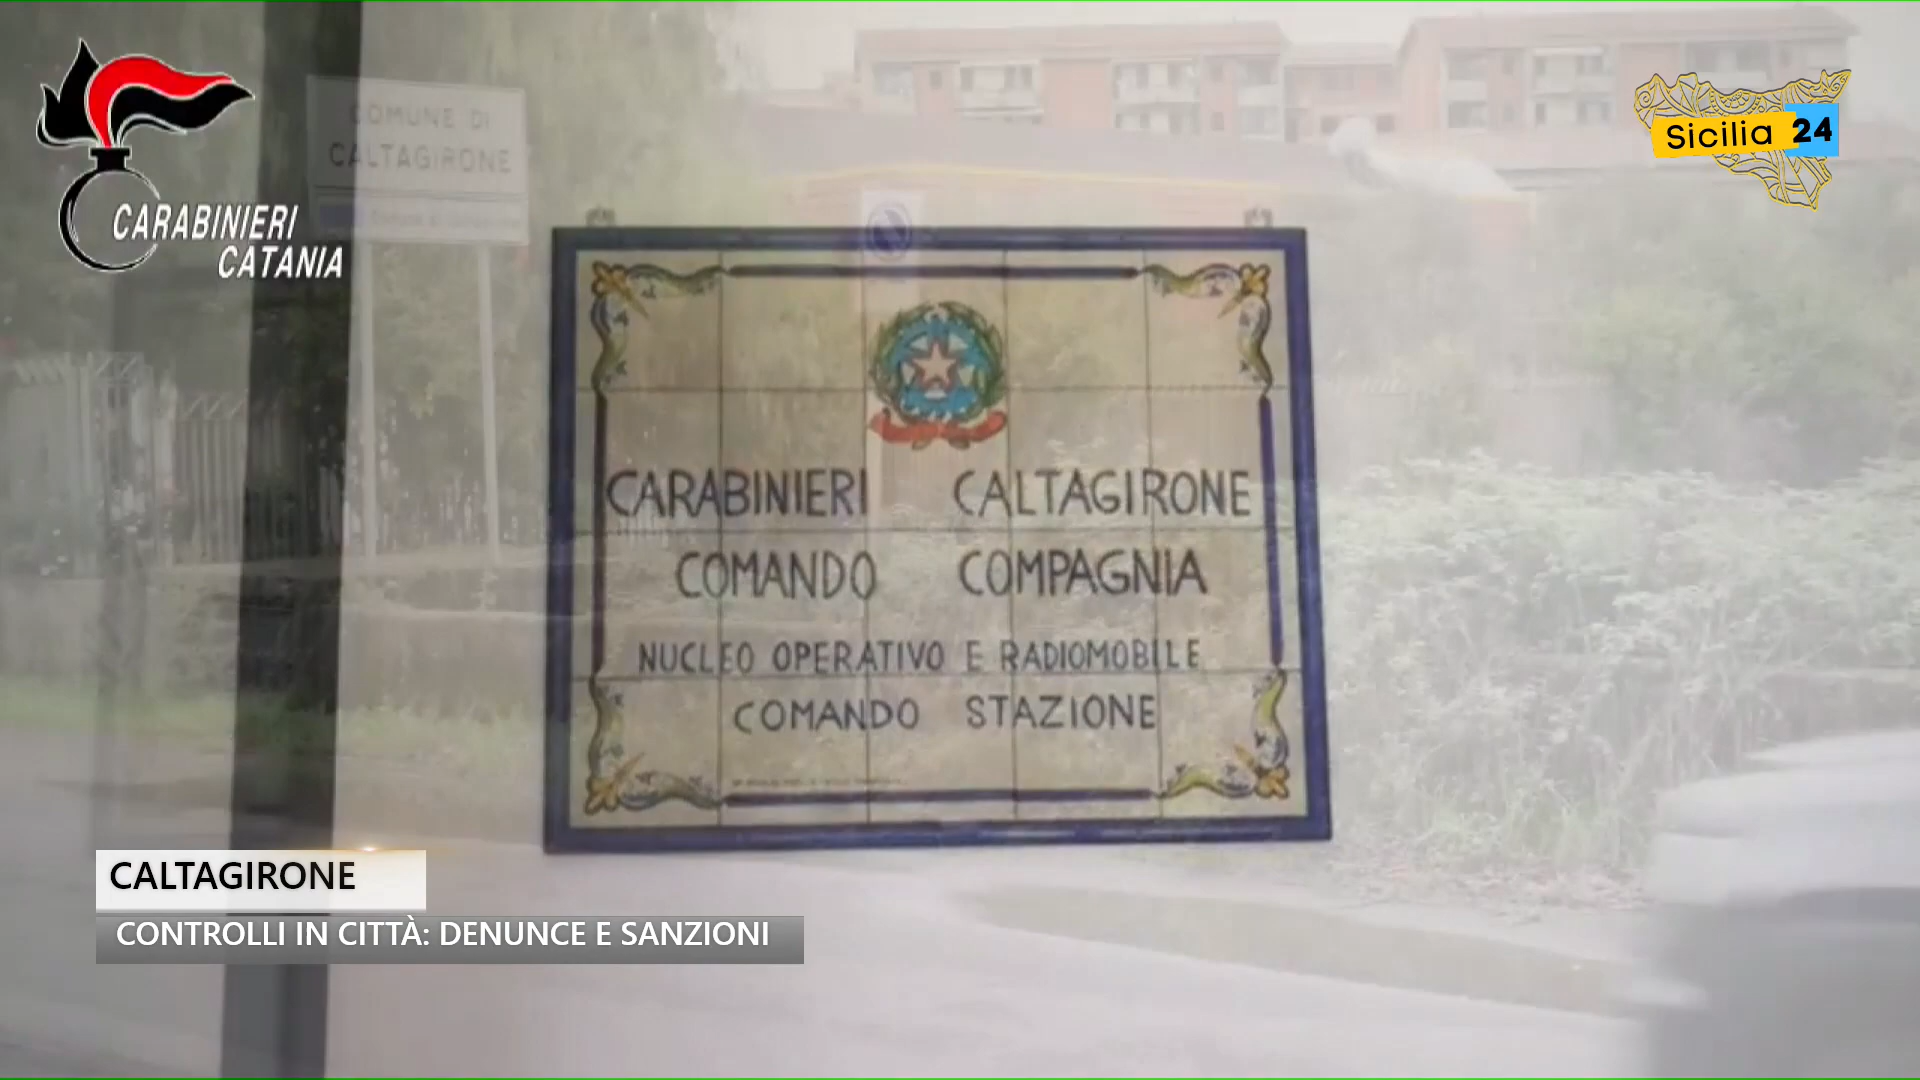 COMUNE DI
CALTAGIRONE
CARABINIERI
CATANIA
Sicilia 24
CARABINIERI CALTAGIRONE
COMANDO COMPAGNIA
NUCLEO OPERATIVO E RADIOMOBILE
COMANDO STAZIONE
CALTAGIRONE
CONTROLLI IN CITTÀ: DENUNCE E SANZIONI